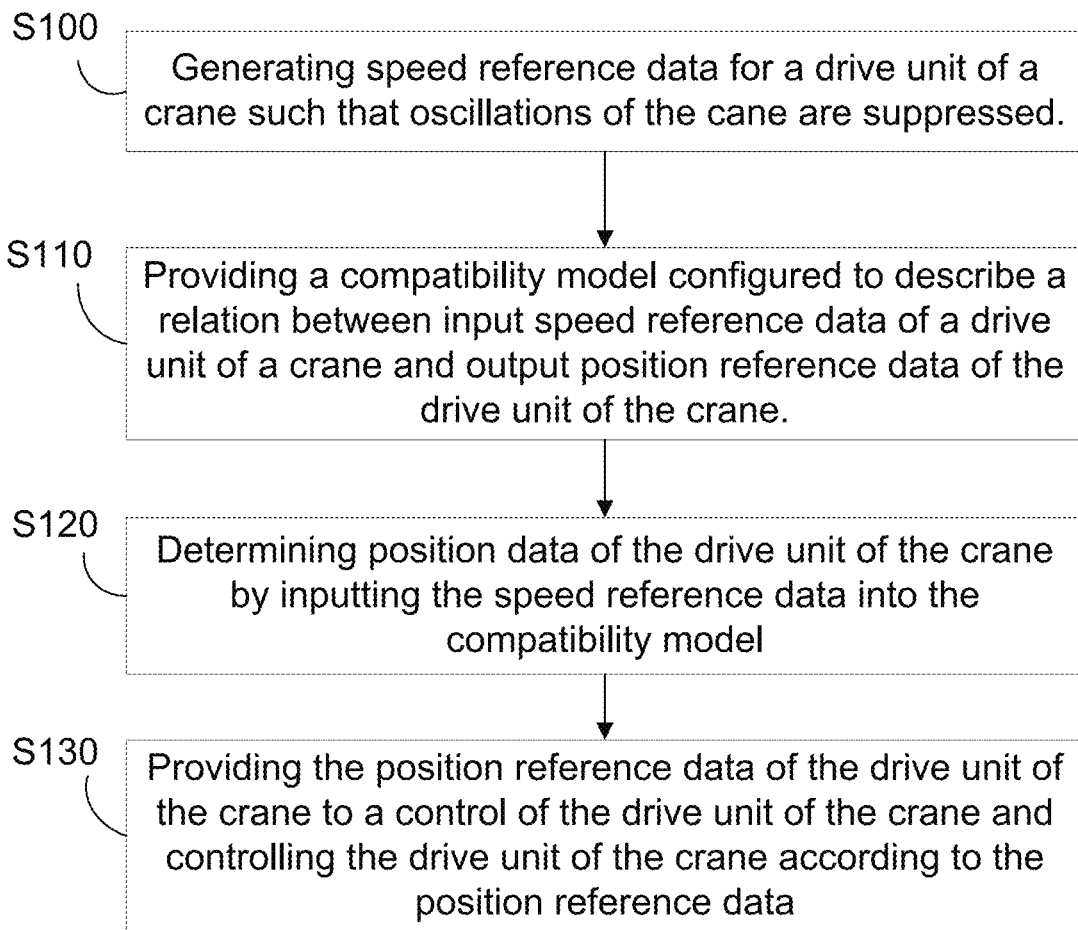 S100
Generating speed reference data for a drive unit of a
crane such that oscillations of the cane are suppressed.
S110
Providing a compatibility model configured to describe a
relation between input speed reference data of a drive
unit of a crane and output position reference data of the
drive unit of the crane.
S120
Determining position data of the drive unit of the crane
by inputting the speed reference data into the
compatibility model
S130
Providing the position reference data of the drive unit of
the crane to a control of the drive unit of the crane and
controlling the drive unit of the crane according to the
position reference data